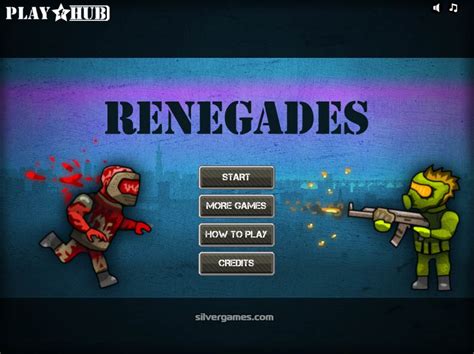 PLAY HUB
RENEGADES
START
MORE GAMES
HOW TO PLAY
CREDITS
silvergames.com